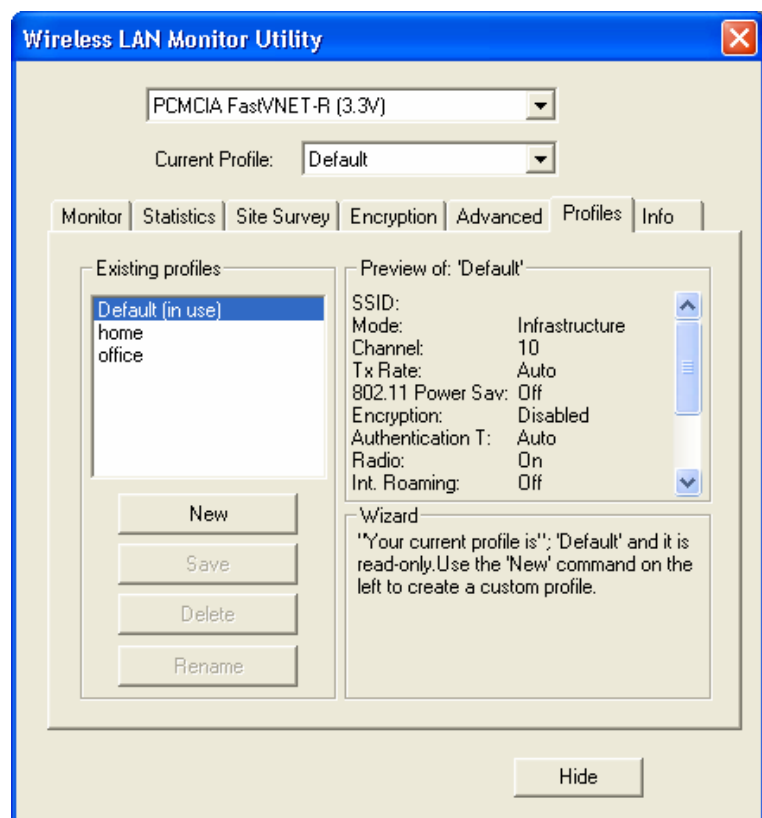 Wireless LAN Monitor Utility
PCMCIA FastVNET-R (3.3V)
Current Profile: Default
Monitor Statistics Site Survey Encryption Advanced Profiles Info
Existing profiles
Default (in use)
home
office
New
Save
Delete
Rename
Preview of: 'Default'
SSID:
Mode: Infrastructure
Channel: 10
Tx Rate: Auto
802.11 Power Sav: Off
Encryption: Disabled
Authentication T: Auto
Radio: On
Int. Roaming: Off
Wizard
"Your current profile is"; 'Default' and it is
read-only.Use the 'New' command on the
left to create a custom profile.
Hide